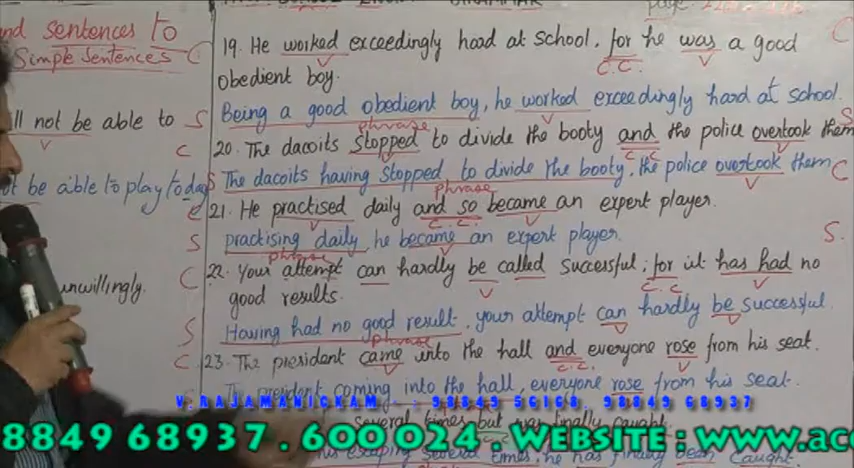 page
nd sentences to
Simple Sentences C
ll not be able to S
C
be able to play today S
C
S
unwillingly. C
S
C
19. He worked exceedingly hard at school, for he was a good C
V C.C. V
obedient boy.
Being a good obedient boy, he worked exceedingly hard at school. S
phrase V
20. The dacoits stopped to divide the booty and the police overtook them
V C.C V
The dacoits having stopped to divide the booty, the police overtook them C
phrase V
21. He practised daily and so became an expert player.
V C.C. V
practising daily he became an expert player. S.
phrase V
22. Your attempt can hardly be called successful; for it has had no
V C.C V
good results.
Having had no good result, your attempt can hardly be successful.
phrase V V
23. The president came into the hall and everyone rose from his seat.
V C.C. V
The president coming into the hall, everyone rose from his seat.
V.RAJAMANICKAM - : 98849 56168, 98849 68937
several times but was finally caught.
his escaping several times, he has finally been caught.
8849 68937 . 600 024 . WEBSITE : www.ac